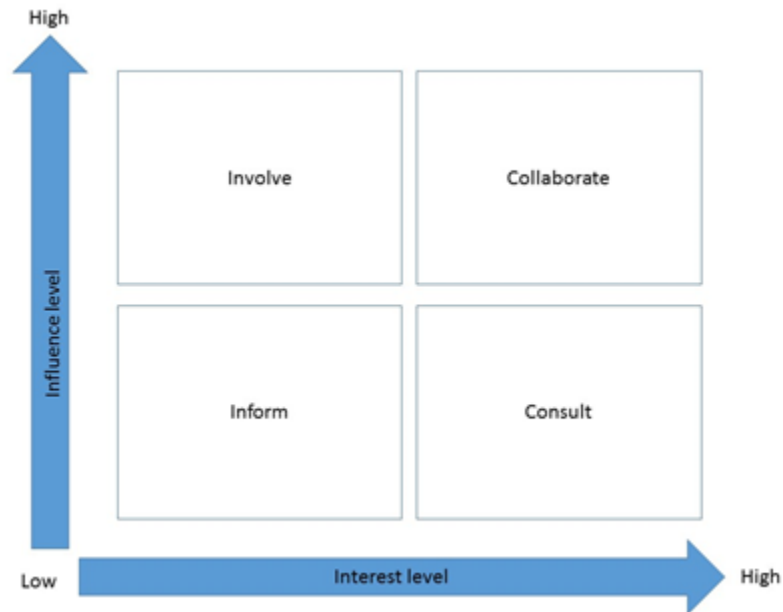 High
Involve
Collaborate
Influence level
Inform
Consult
Low
Interest level
High